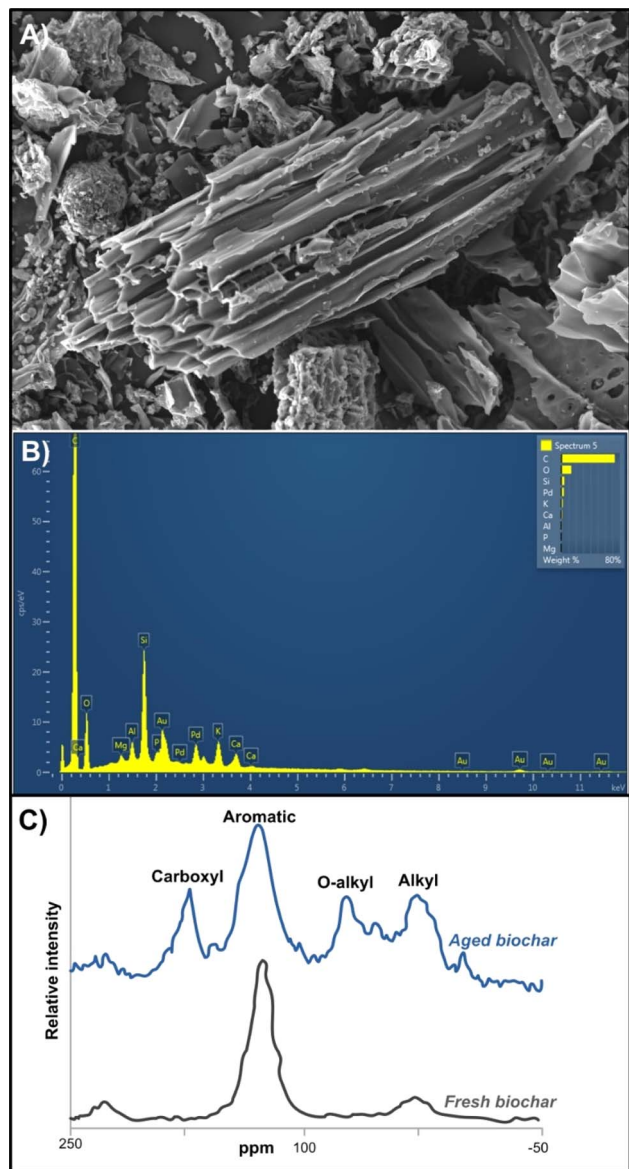 A)
B)
Spectrum 5
C
O
Si
Pd
K
Ca
Al
P
Mg
Weight % 80%
60
50
40
30
20
10
0
cps/eV
C
Ca
O
Mg
Al
Si
P
Au
Pd
Pd
K
Ca
Ca
Au
Au
Au
Au
0 1 2 3 4 5 6 7 8 9 10 11 keV
C)
Aromatic
Carboxyl
O-alkyl
Alkyl
Aged biochar
Fresh biochar
Relative intensity
250 100 -50
ppm